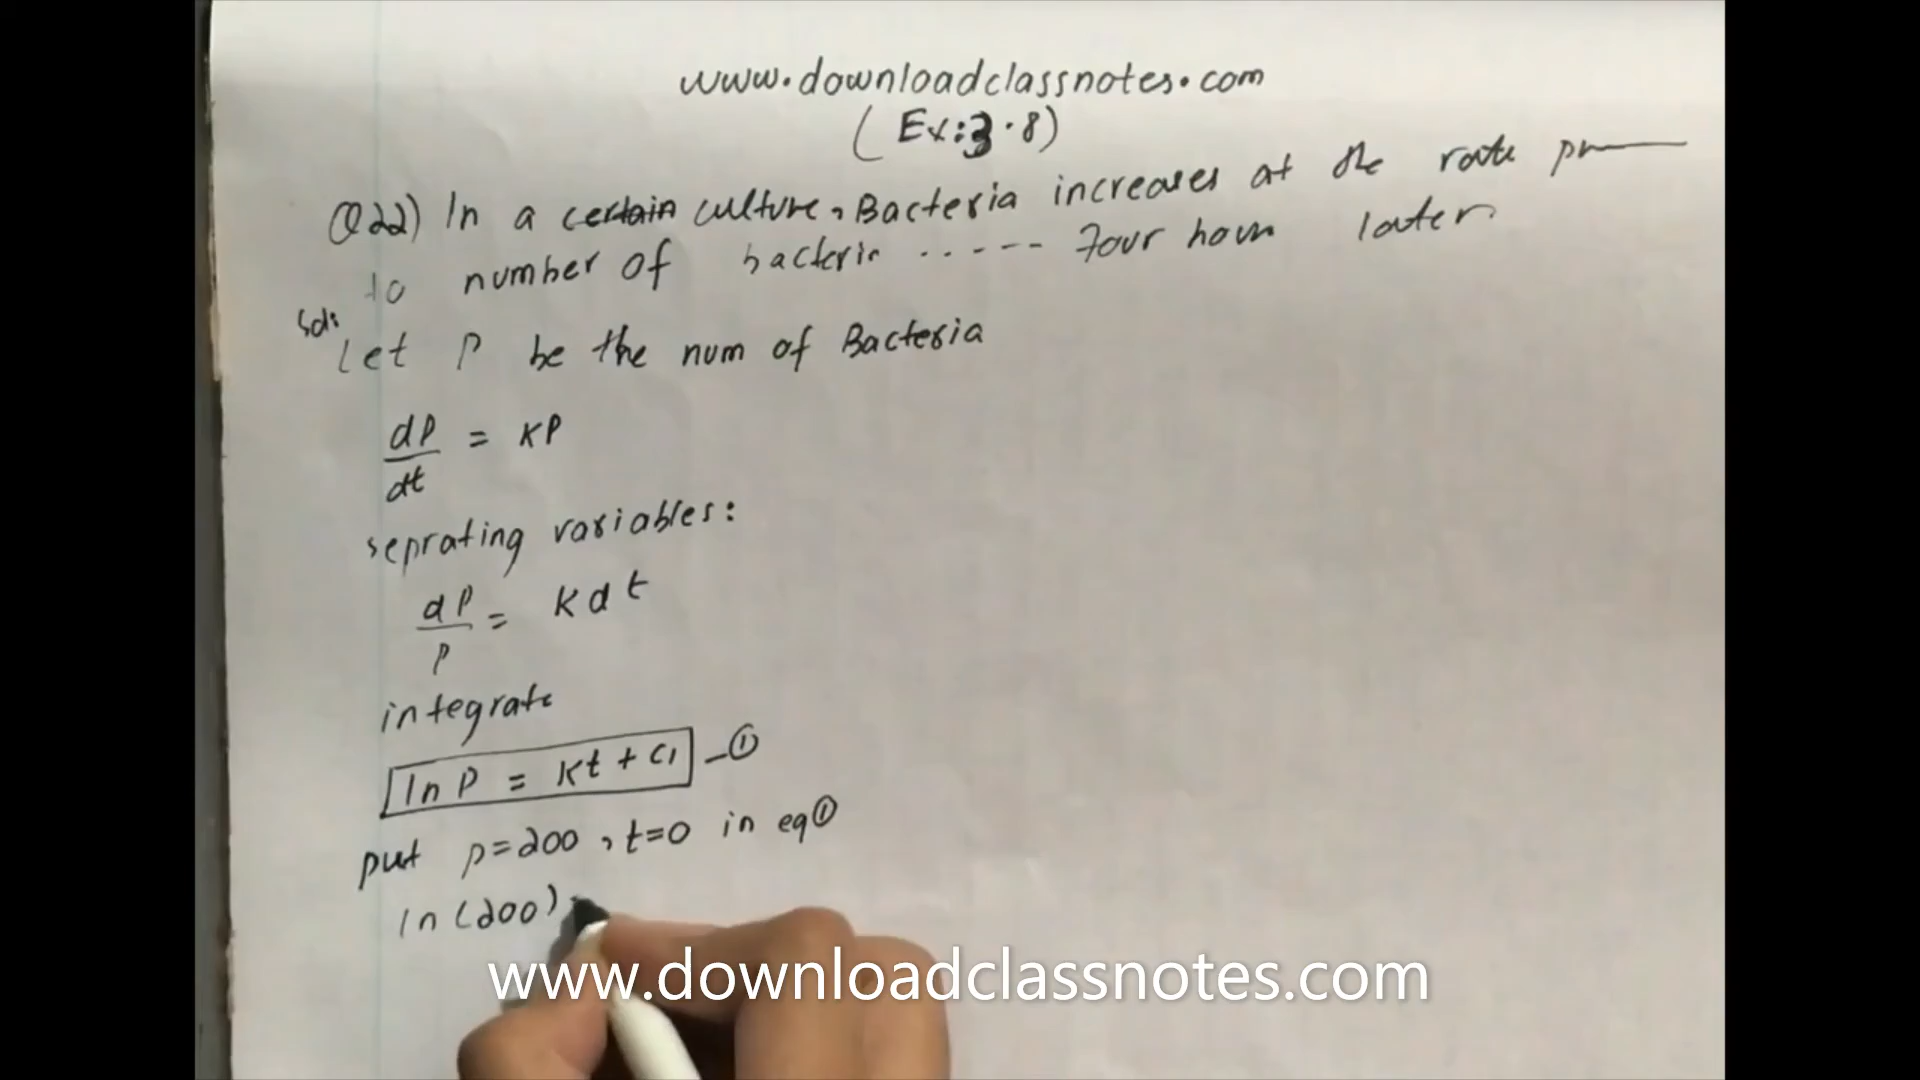 www.downloadclassnotes.com
(Ex:3.8)
Q22) In a certain culture, Bacteria increases at the rate
to number of bacteria ..... Four hour later
Sol:
Let P be the num of Bacteria
dP/dt = KP
seprating variables:
dP/P = Kdt
integrate
ln P = Kt + C1 —①
put p=200, t=0 in eq①
ln(200)
www.downloadclassnotes.com